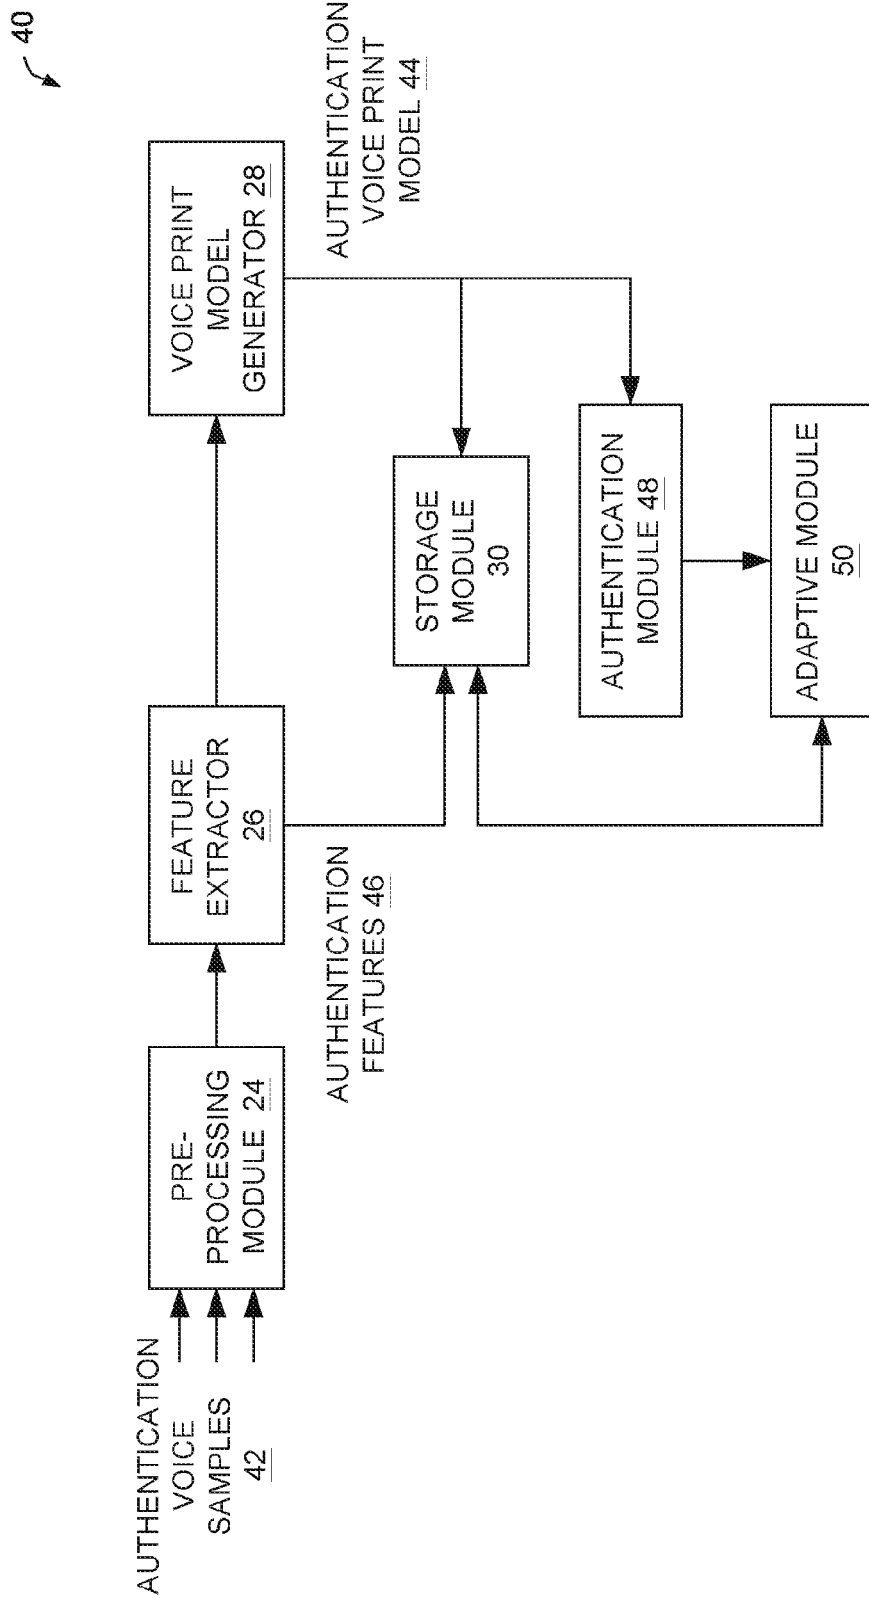 40
AUTHENTICATION
VOICE
SAMPLES
42
PRE-
PROCESSING
MODULE 24
FEATURE
EXTRACTOR
26
VOICE PRINT
MODEL
GENERATOR 28
AUTHENTICATION
FEATURES 46
AUTHENTICATION
VOICE PRINT
MODEL 44
STORAGE
MODULE
30
AUTHENTICATION
MODULE 48
ADAPTIVE MODULE
50